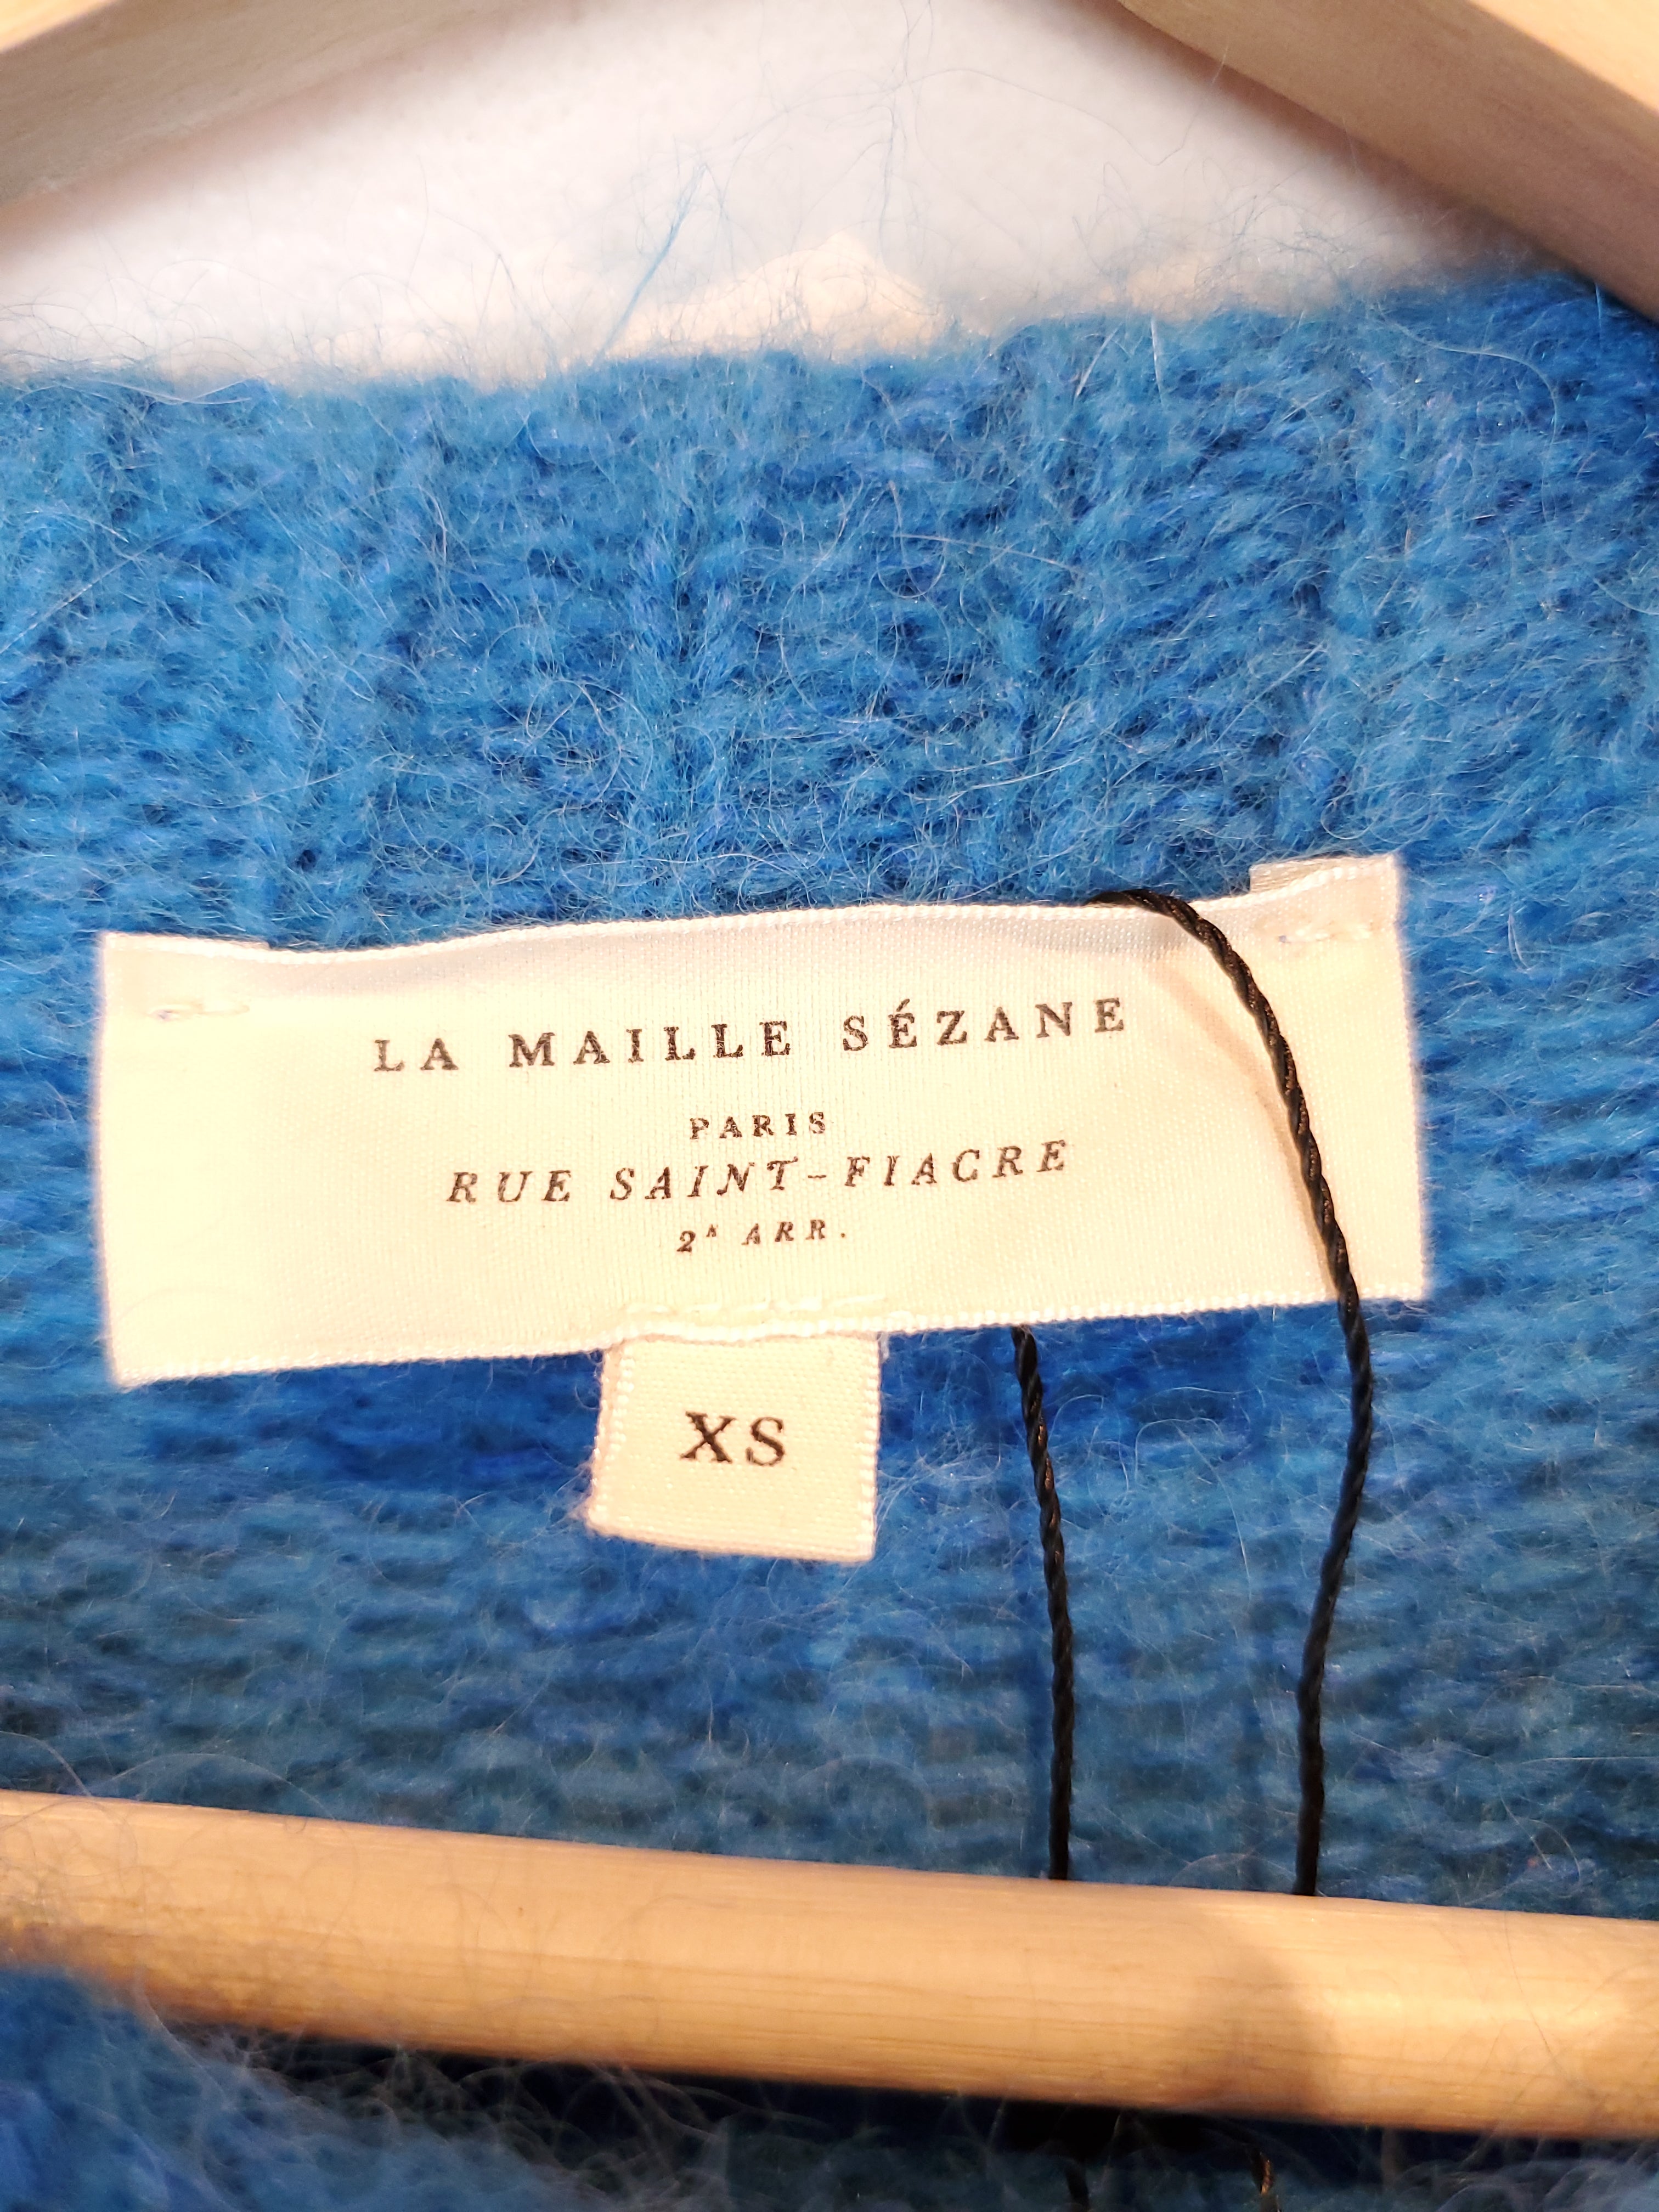 LA MAILLE SÉZANE
PARIS
RUE SAINT-FIACRE
2ᴬ ARR.
XS